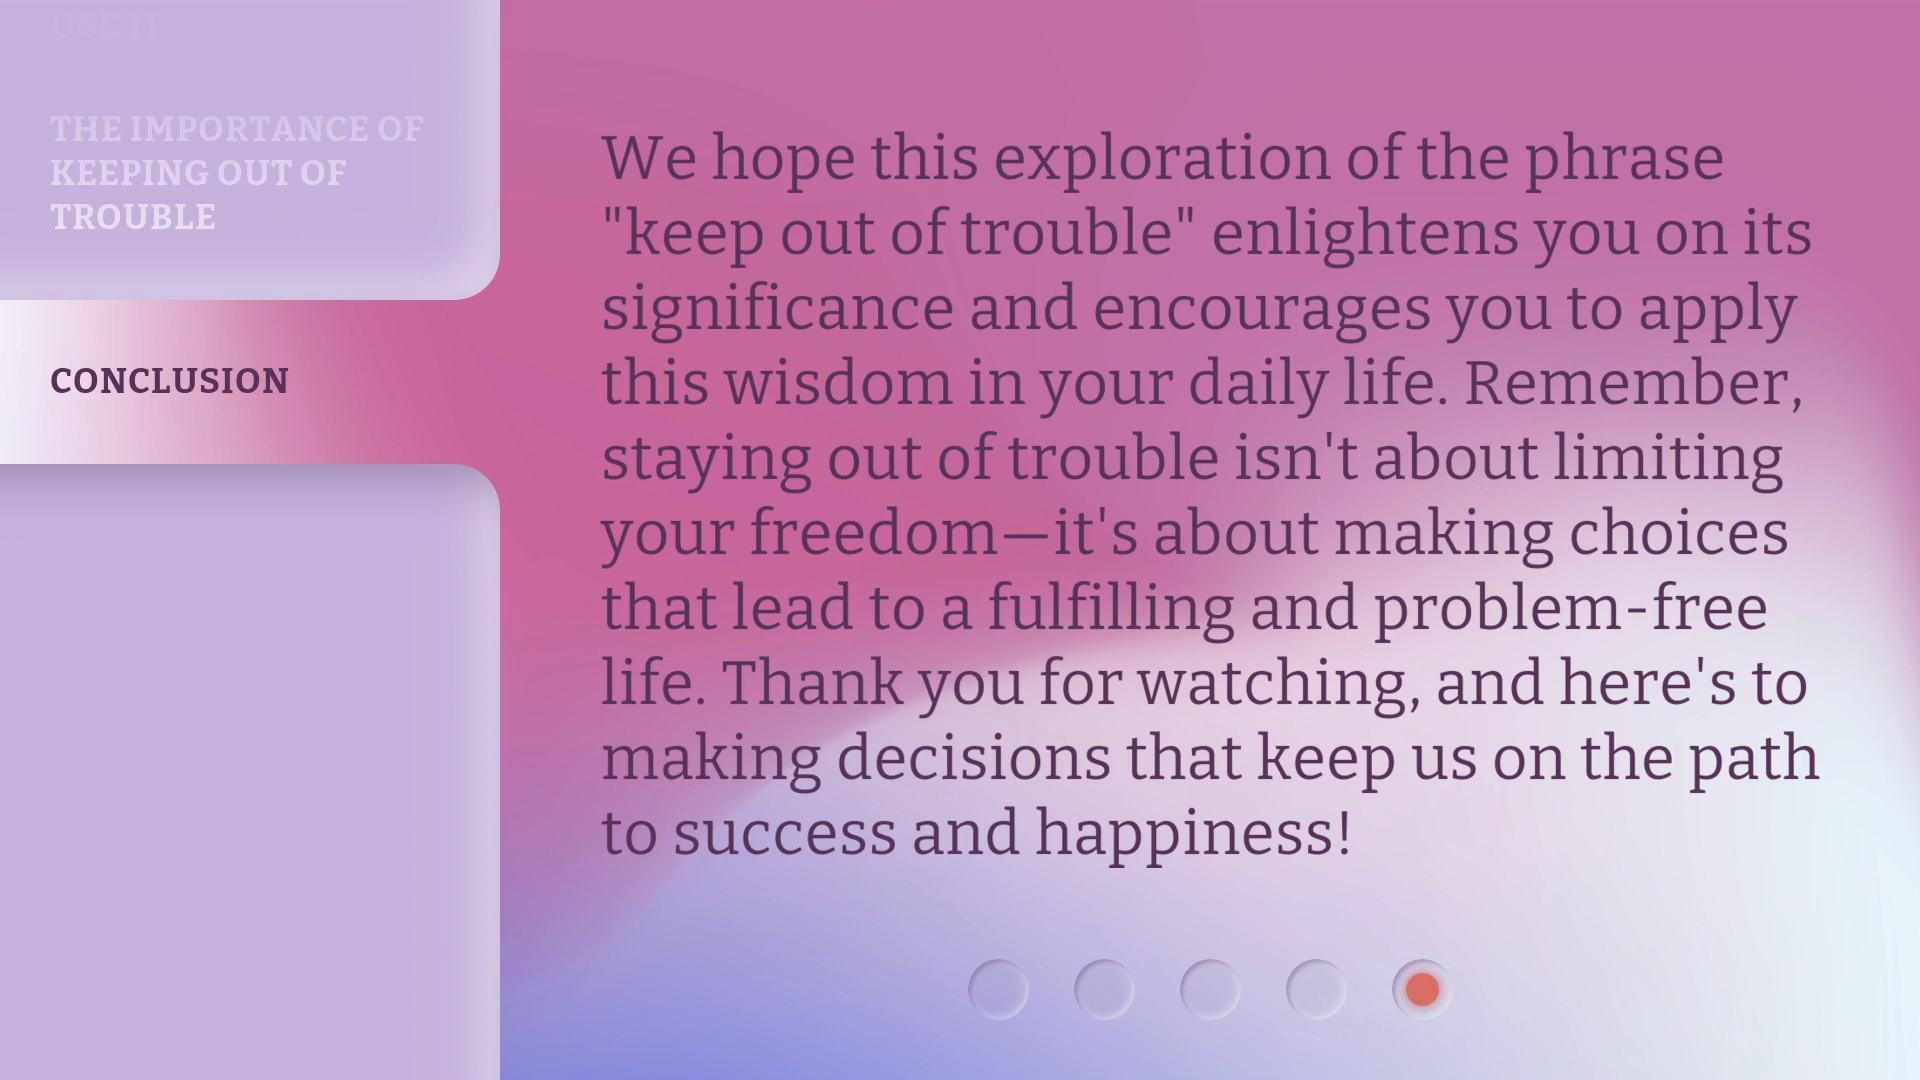 USE IT
THE IMPORTANCE OF
KEEPING OUT OF
TROUBLE
CONCLUSION
We hope this exploration of the phrase
"keep out of trouble" enlightens you on its
significance and encourages you to apply
this wisdom in your daily life. Remember,
staying out of trouble isn't about limiting
your freedom—it's about making choices
that lead to a fulfilling and problem-free
life. Thank you for watching, and here's to
making decisions that keep us on the path
to success and happiness!